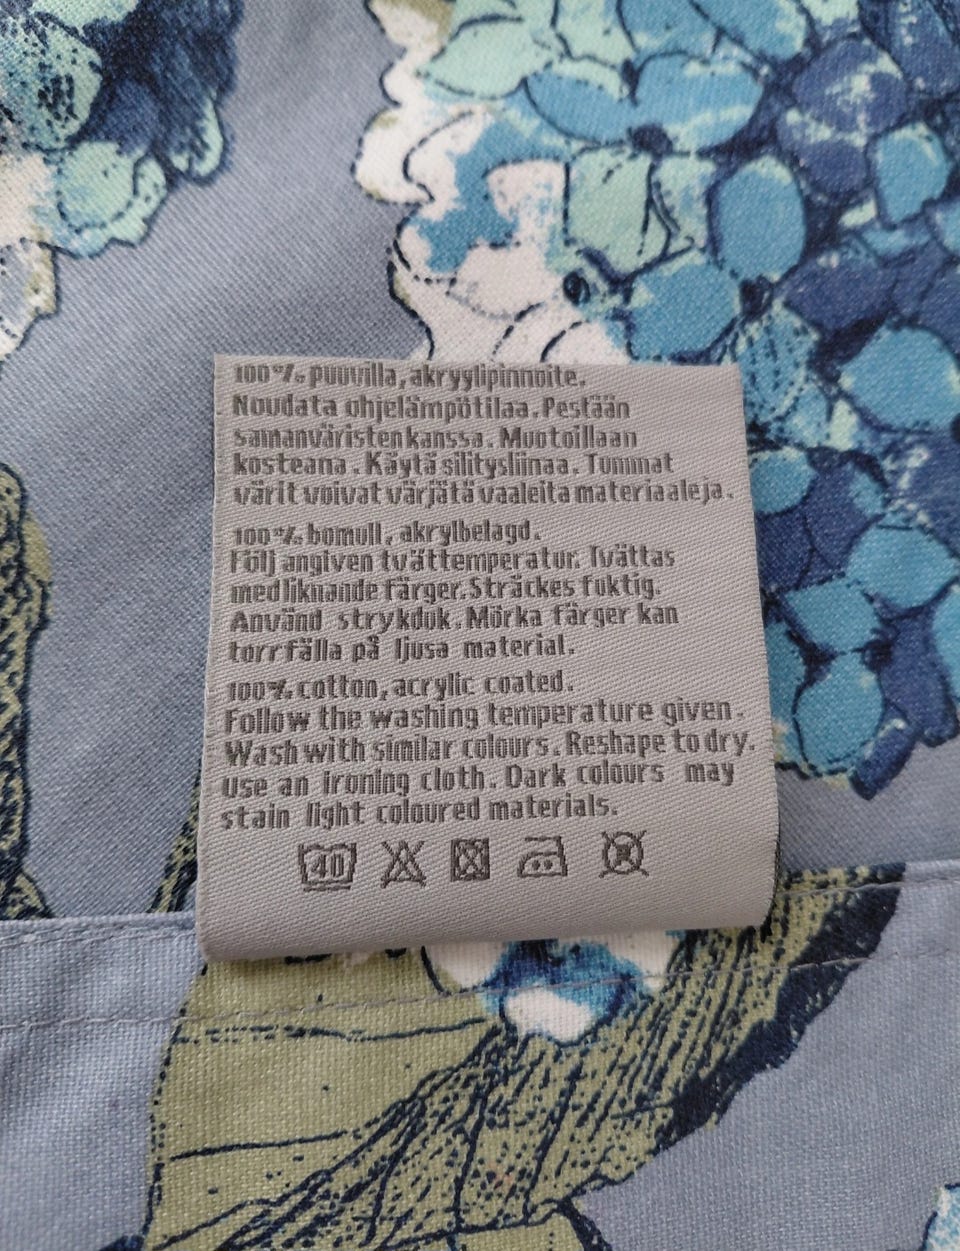 100% puuvilla, akryylipinnoite.
Noudata ohjelämpötilaa. Pestään
samanväristen kanssa. Muotoillaan
kosteana. Käytä silitysliinaa. Tummat
värit voivat värjätä vaaleita materiaaleja.
100% bomull, akrylbelagd.
Följ angiven tvättemperatur. Tvättas
med liknande färger. Sträckes fuktig.
Använd strykduk. Mörka färger kan
torrfälla på ljusa material.
100% cotton, acrylic coated.
Follow the washing temperature given.
Wash with similar colours. Reshape to dry.
Use an ironing cloth. Dark colours may
stain light coloured materials.
40